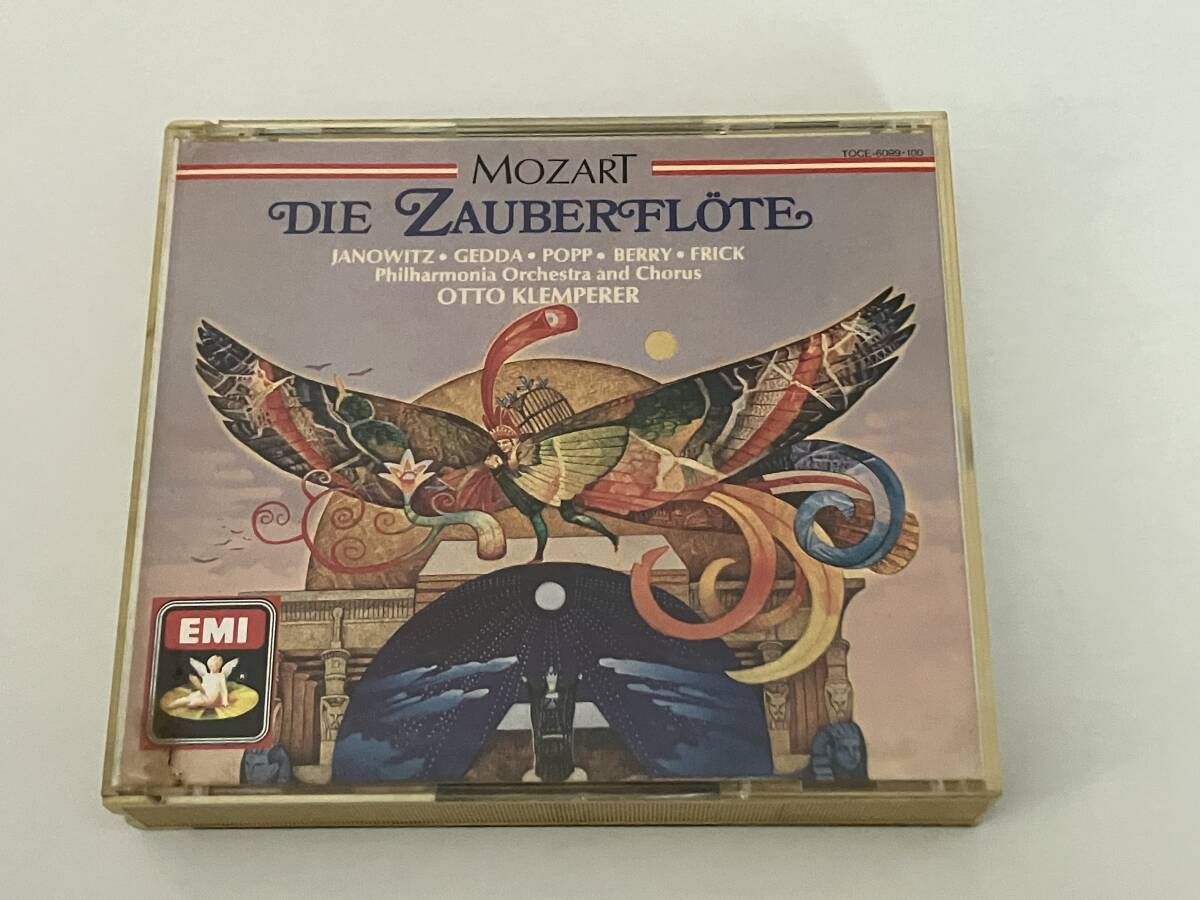 TOCE-6099・100
MOZART
DIE ZAUBERFLÖTE
JANOWITZ • GEDDA • POPP • BERRY • FRICK
Philharmonia Orchestra and Chorus
OTTO KLEMPERER
EMI
®